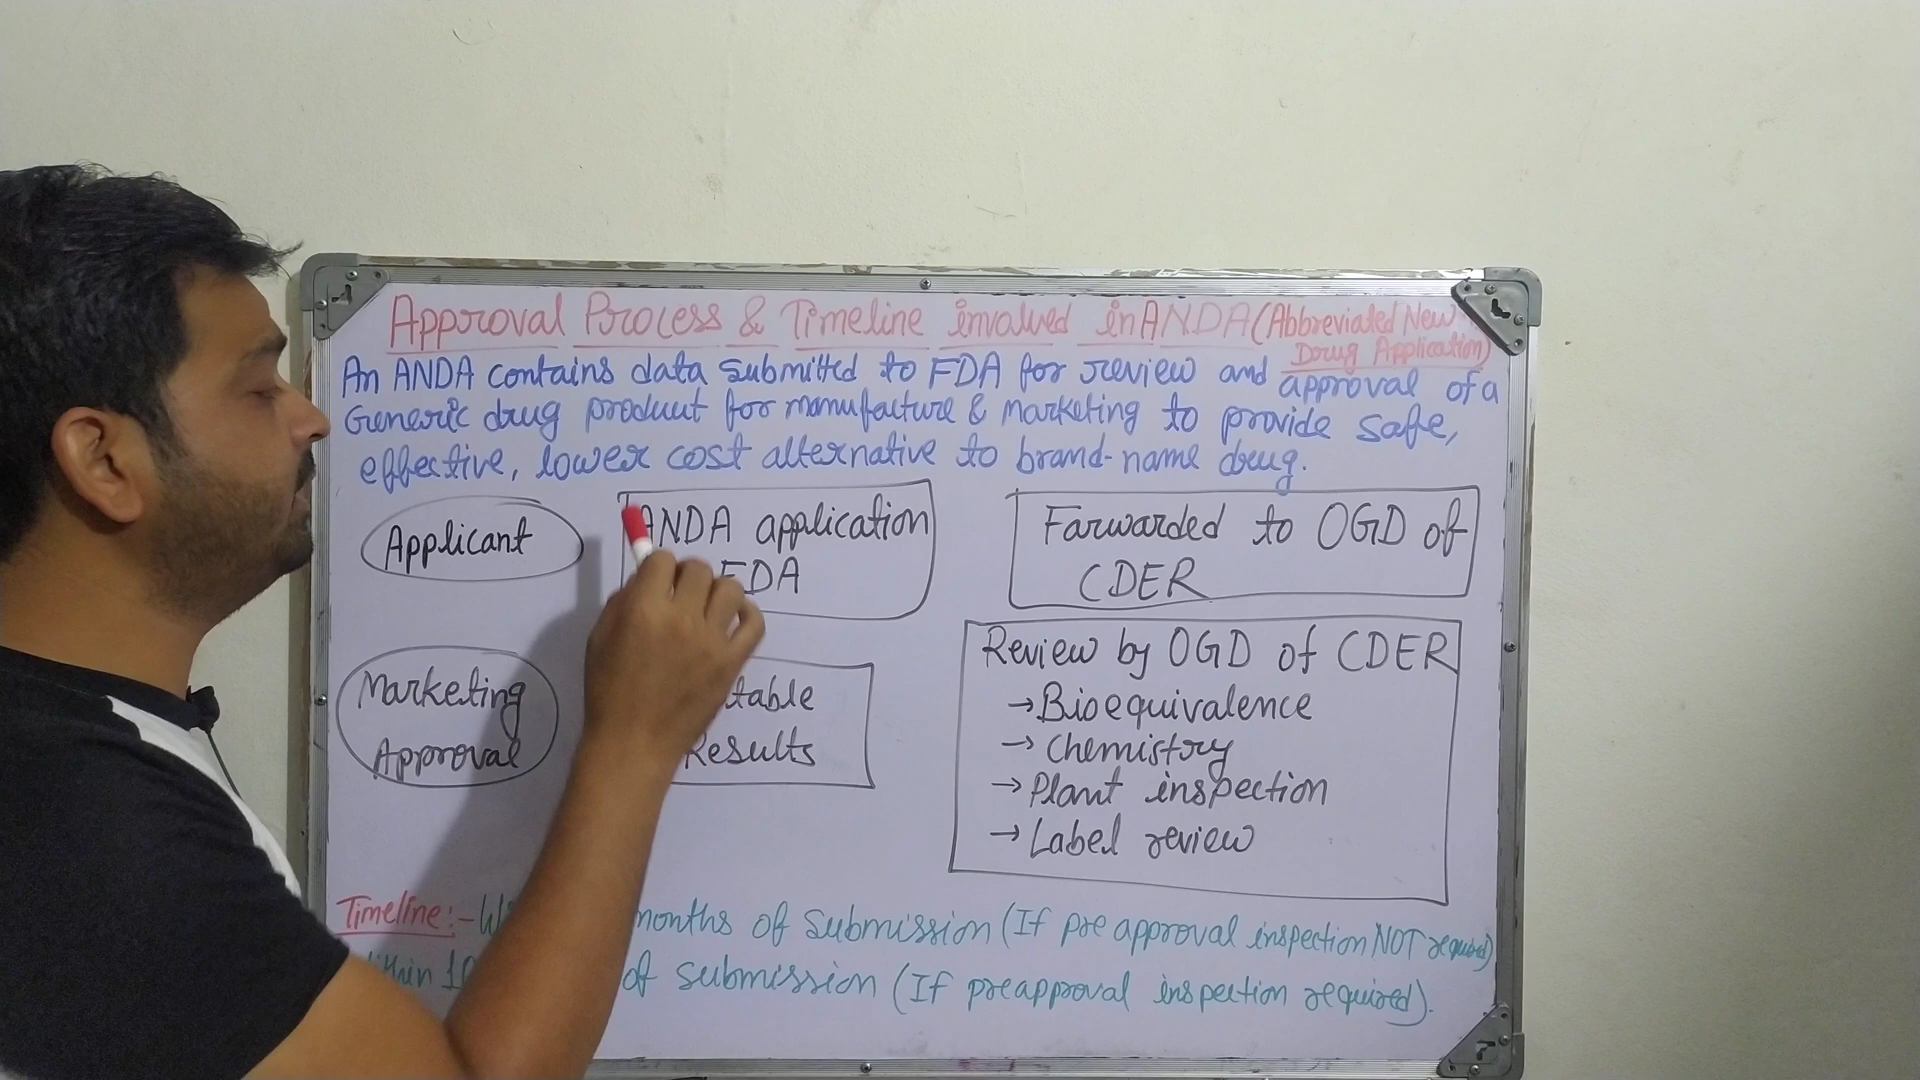 Approval Process & Timeline involved in ANDA (Abbreviated New
Drug Application)
An ANDA contains data submitted to FDA for review and approval of a
Generic drug product for manufacture & marketing to provide safe,
effective, lower cost alternative to brand-name drug.
Applicant
ANDA application
FDA
Farwarded to OGD of
CDER
Marketing
Approval
table
Results
Review by OGD of CDER
→ Bioequivalence
→ Chemistry
→ Plant inspection
→ Label review
Timeline:- months of submission (If pre approval inspection NOT required)
10 of submission (If preapproval inspection required).